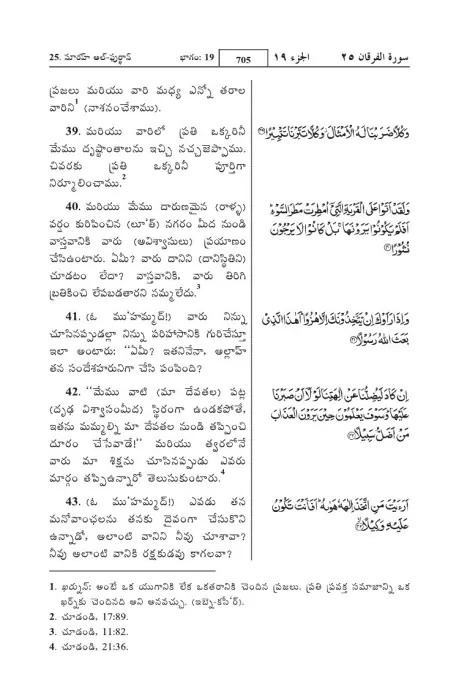 25. సూరహ్ అల్-ఫుర్ఖాన్ భాగం: 19 705 الجزء ١٩ سورة الفرقان ٢٥
ప్రజలు మరియు వారి మధ్య ఎన్నో తరాల
వారిని1 (నాశనంచేశాము).
39. మరియు వారిలో ప్రతి ఒక్కరినీ
మేము దృష్టాంతాలను ఇచ్చి నచ్చజెప్పాము.
చివరకు ప్రతి ఒక్కరినీ పూర్తిగా
నిర్మూలించాము.2
وَكُلًّا ضَرَبْنَا لَهُ الْأَمْثَالَ وَكُلًّا تَبَّرْنَا تَتْبِيرًا ۝٣٩
40. మరియు మేము దారుణమైన (రాళ్ళ)
వర్షం కురిపించిన (లూ'త్) నగరం మీద నుండి
వాస్తవానికి వారు (అవిశ్వాసులు) ప్రయాణం
చేసిఉంటారు. ఏమీ? వారు దానిని (దానిస్థితిని)
చూడటం లేదా? వాస్తవానికి, వారు తిరిగి
బ్రతికించి లేపబడతారని నమ్మలేదు.3
وَلَقَدْ أَتَوْا عَلَى الْقَرْيَةِ الَّتِي أُمْطِرَتْ مَطَرَ السَّوْءِ
أَفَلَمْ يَكُونُوا يَرَوْنَهَا بَلْ كَانُوا لَا يَرْجُونَ
نُشُورًا ۝٤٠
41. (ఓ ము'హమ్మద్!) వారు నిన్ను
చూసినప్పుడల్లా నిన్ను పరిహాసానికి గురిచేస్తూ
ఇలా అంటారు: "ఏమీ? ఇతనినేనా, అల్లాహ్
తన సందేశహరునిగా చేసి పంపింది?
وَإِذَا رَأَوْكَ إِنْ يَتَّخِذُونَكَ إِلَّا هُزُوًا أَهَٰذَا الَّذِي
بَعَثَ اللَّهُ رَسُولًا ۝٤١
42. "మేము వాటి (మా దేవతల) పట్ల
(దృఢ విశ్వాసంమీద) స్థిరంగా ఉండకపోతే,
ఇతను మమ్మల్ని మా దేవతల నుండి తప్పించి
దూరం చేసేవాడే!" మరియు త్వరలోనే
వారు మా శిక్షను చూసినప్పుడు ఎవరు
మార్గం తప్పిఉన్నారో తెలుసుకుంటారు.4
إِنْ كَادَ لَيُضِلُّنَا عَنْ آلِهَتِنَا لَوْلَا أَنْ صَبَرْنَا
عَلَيْهَا وَسَوْفَ يَعْلَمُونَ حِينَ يَرَوْنَ الْعَذَابَ
مَنْ أَضَلُّ سَبِيلًا ۝٤٢
43. (ఓ ము'హమ్మద్!) ఎవడు తన
మనోవాంఛలను తనకు దైవంగా చేసుకొని
ఉన్నాడో, అలాంటి వానిని నీవు చూశావా?
నీవు అలాంటి వానికి రక్షకుడవు కాగలవా?
أَرَأَيْتَ مَنِ اتَّخَذَ إِلَٰهَهُ هَوَاهُ أَفَأَنْتَ تَكُونُ
عَلَيْهِ وَكِيلًا ۝٤٣
1. ఖర్నున్: అంటే ఒక యుగానికి లేక ఒకతరానికి చెందిన ప్రజలు. ప్రతి ప్రవక్త సమాజాన్ని ఒక
ఖర్న్‌కు చెందినది అని అనవచ్చు. (ఇబ్నె-కసీ'ర్).
2. చూడండి, 17:89.
3. చూడండి, 11:82.
4. చూడండి, 21:36.